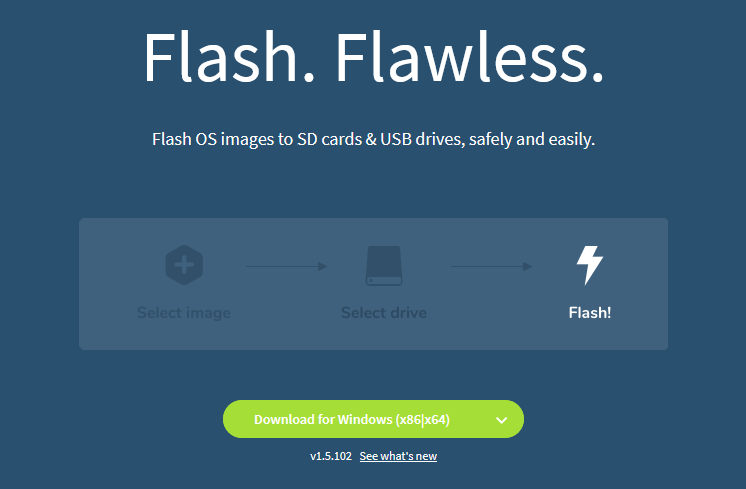 Flash. Flawless.
Flash OS images to SD cards & USB drives, safely and easily.
Select image
Select drive
Flash!
Download for Windows (x86|x64)
v1.5.102 See what's new